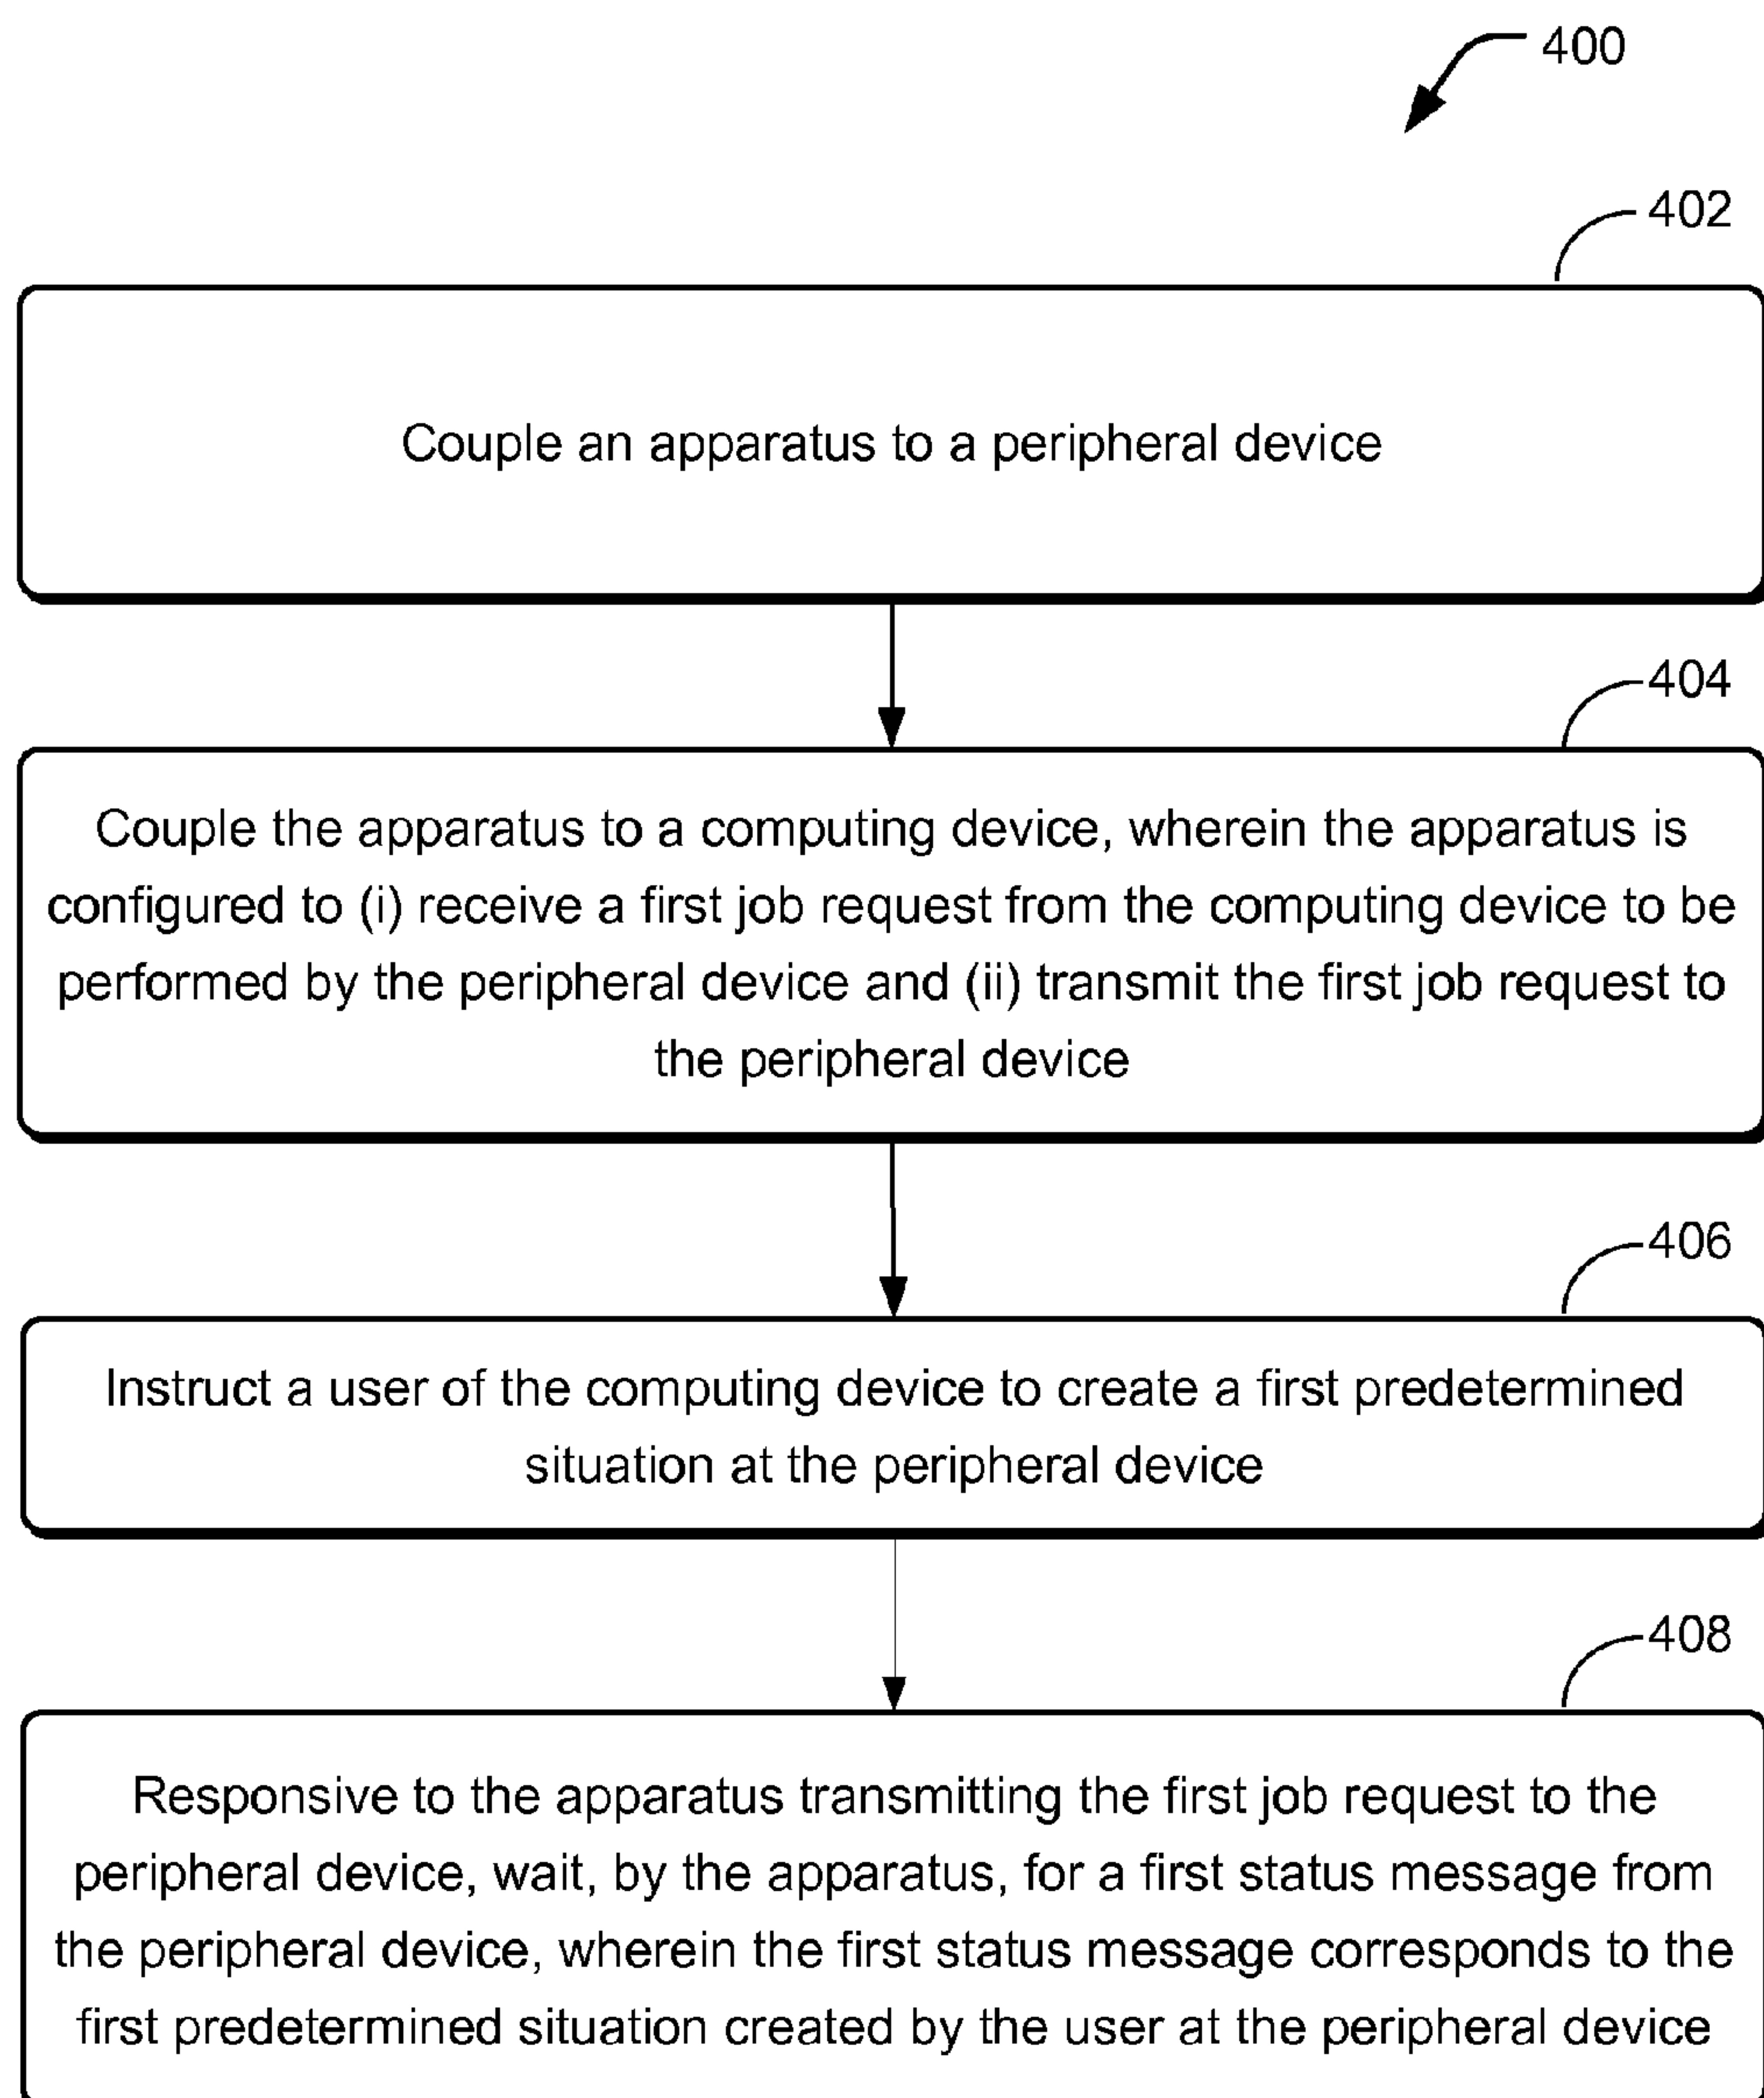 400
402
Couple an apparatus to a peripheral device
404
Couple the apparatus to a computing device, wherein the apparatus is
configured to (i) receive a first job request from the computing device to be
performed by the peripheral device and (ii) transmit the first job request to
the peripheral device
406
Instruct a user of the computing device to create a first predetermined
situation at the peripheral device
408
Responsive to the apparatus transmitting the first job request to the
peripheral device, wait, by the apparatus, for a first status message from
the peripheral device, wherein the first status message corresponds to the
first predetermined situation created by the user at the peripheral device